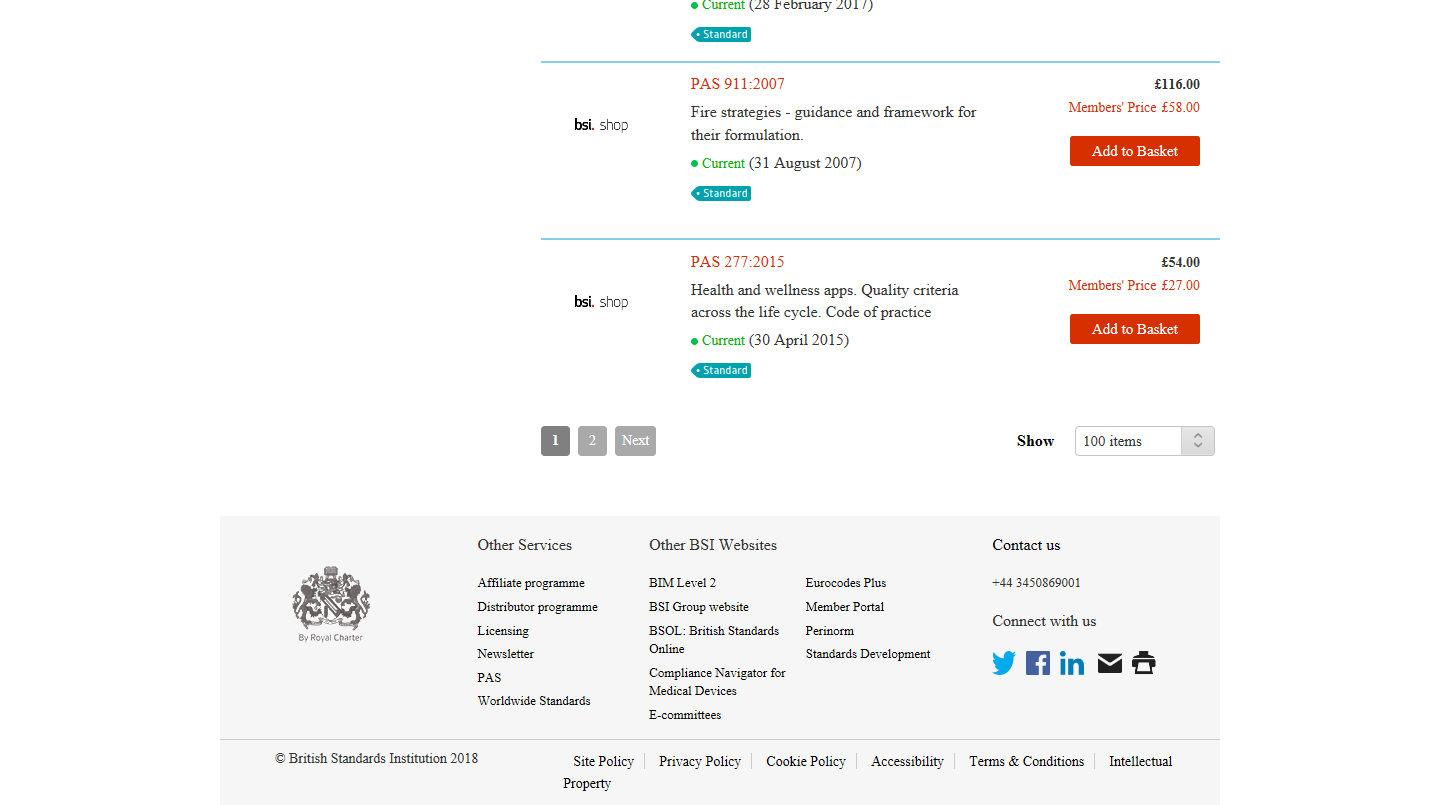 Current (28 February 2017)
Standard
PAS 911:2007
£116.00
Members' Price £58.00
Fire strategies - guidance and framework for
their formulation.
bsi. shop
Add to Basket
Current (31 August 2007)
Standard
PAS 277:2015
£54.00
Members' Price £27.00
Health and wellness apps. Quality criteria
across the life cycle. Code of practice
bsi. shop
Add to Basket
Current (30 April 2015)
Standard
1 2 Next
Show 100 items
By Royal Charter
Other Services
Affiliate programme
Distributor programme
Licensing
Newsletter
PAS
Worldwide Standards
Other BSI Websites
BIM Level 2
BSI Group website
BSOL: British Standards
Online
Compliance Navigator for
Medical Devices
E-committees
Eurocodes Plus
Member Portal
Perinorm
Standards Development
Contact us
+44 3450869001
Connect with us
© British Standards Institution 2018
Site Policy Privacy Policy Cookie Policy Accessibility Terms & Conditions Intellectual
Property